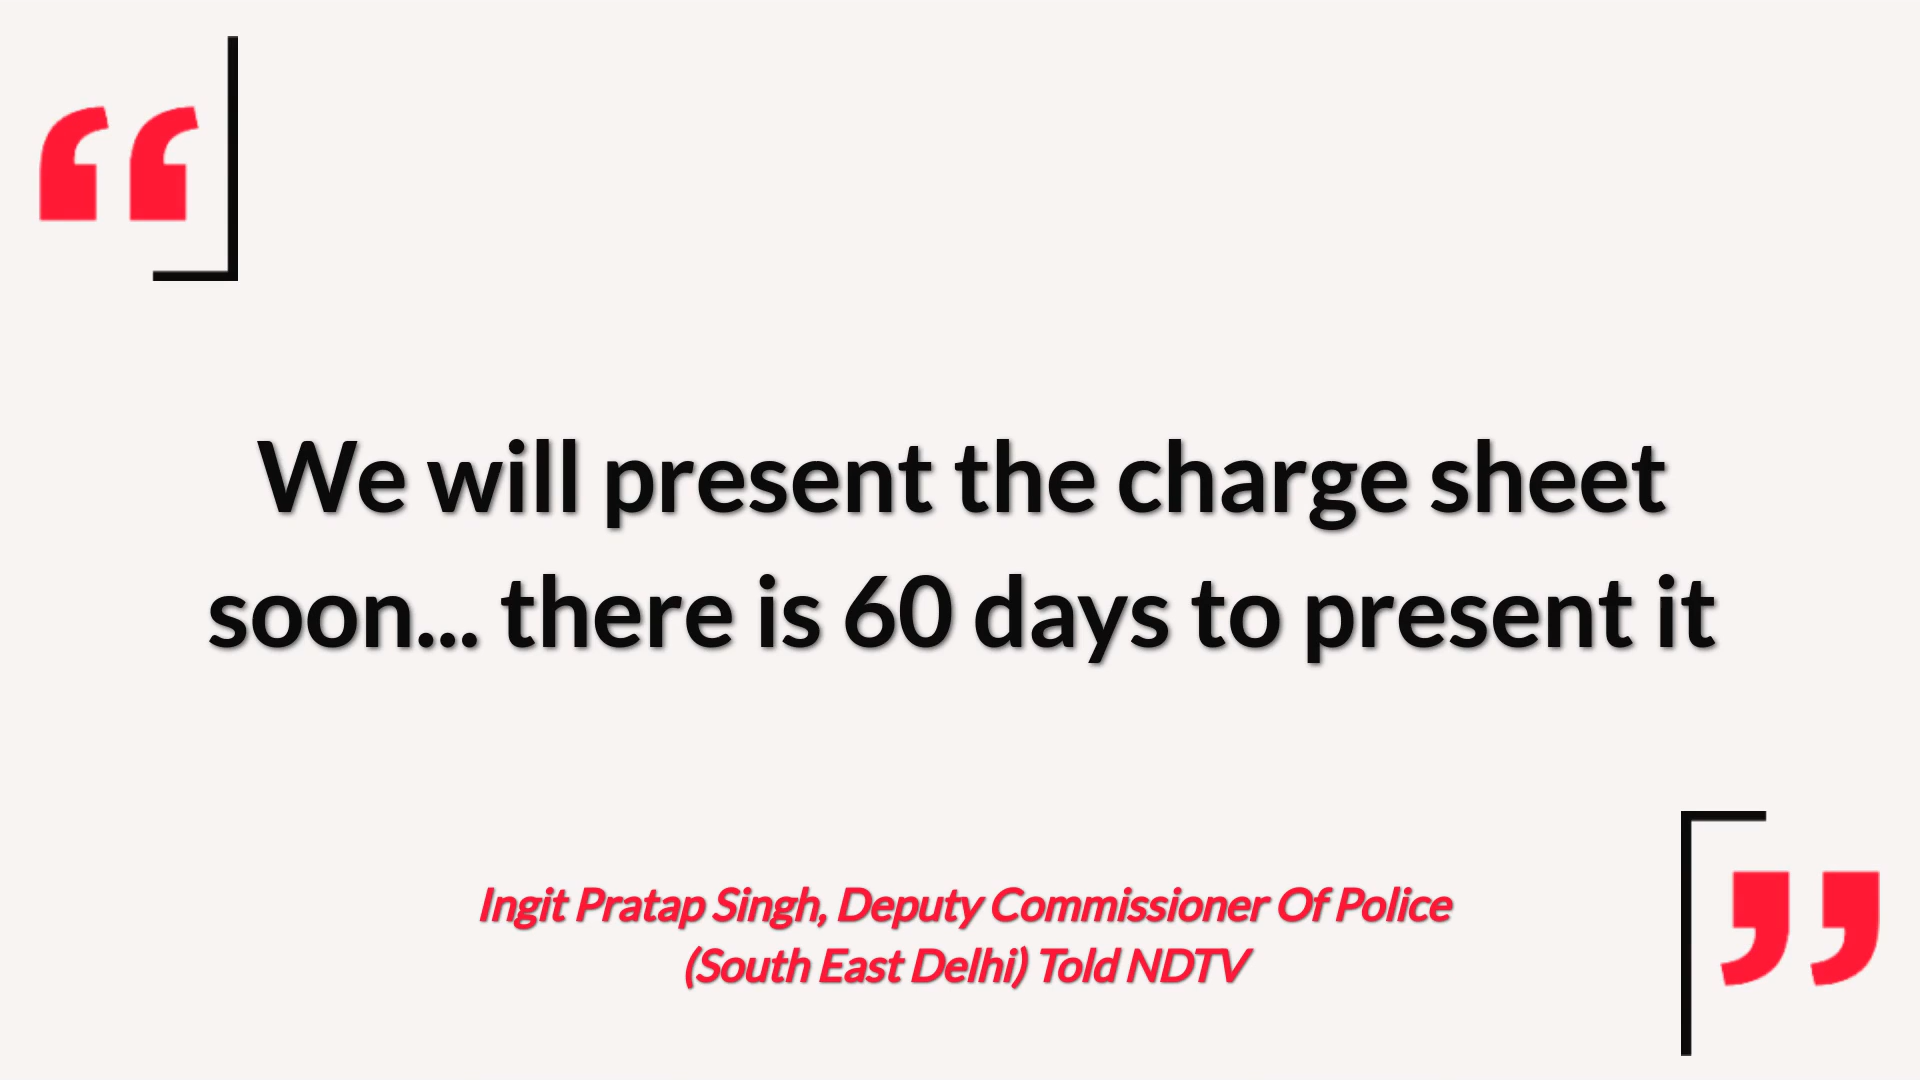 “
We will present the charge sheet
soon... there is 60 days to present it
Ingit Pratap Singh, Deputy Commissioner Of Police
(South East Delhi) Told NDTV
”